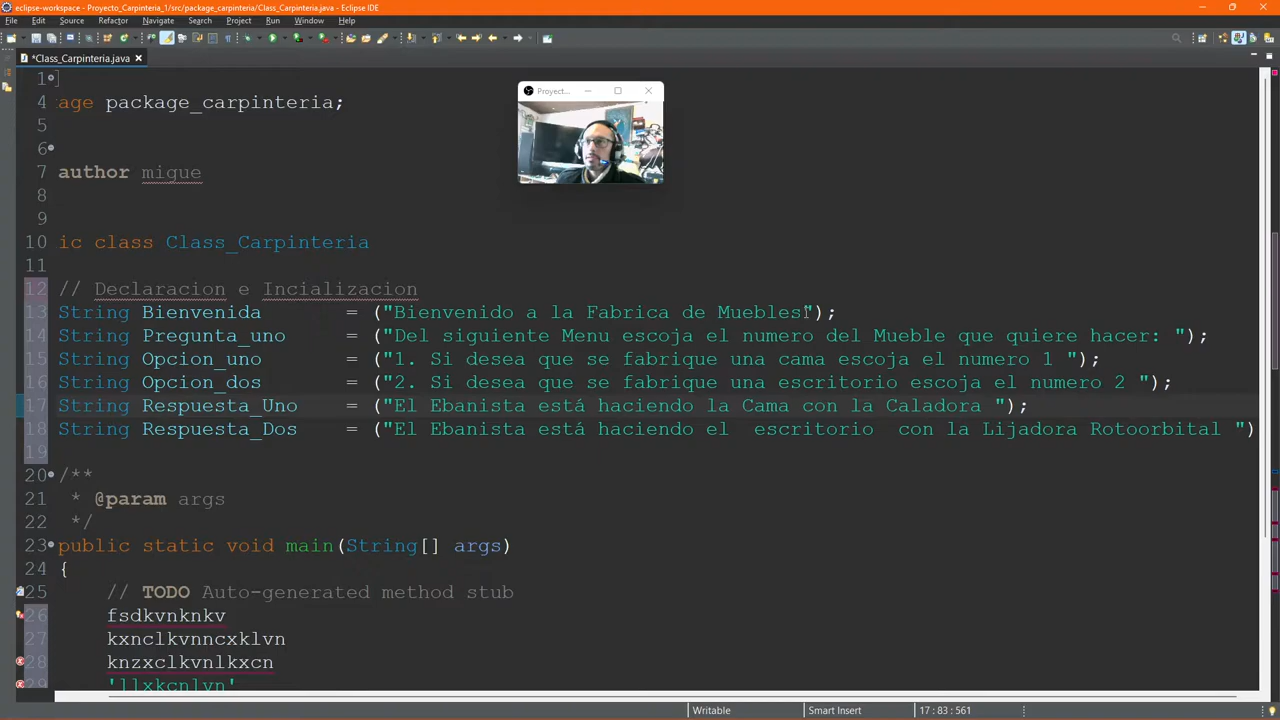 eclipse-workspace - Proyecto_Carpinteria_1/src/package_carpinteria/Class_Carpinteria.java - Eclipse IDE
File Edit Source Refactor Navigate Search Project Run Window Help
*Class_Carpinteria.java
Proyect...
1
4 age package_carpinteria;
5
6
7 author mique
8
9
10 ic class Class_Carpinteria
11
12 // Declaracion e Incializacion
13 String Bienvenida = ("Bienvenido a la Fabrica de Muebles!");
14 String Pregunta_uno = ("Del siguiente Menu escoja el numero del Mueble que quiere hacer: ");
15 String Opcion_uno = ("1. Si desea que se fabrique una cama escoja el numero 1 ");
16 String Opcion_dos = ("2. Si desea que se fabrique una escritorio escoja el numero 2 ");
17 String Respuesta_Uno = ("El Ebanista está haciendo la Cama con la Caladora ");
18 String Respuesta_Dos = ("El Ebanista está haciendo el  escritorio  con la Lijadora Rotoorbital ")
19
20 /**
21 * @param args
22 */
23 public static void main(String[] args)
24 {
25 // TODO Auto-generated method stub
26 fsdkvnknkv
27 kxnclkvnncxklvn
28 knzxclkvnlkxcn
29 'llxkcnlvn'
Writable Smart Insert 17 : 83 : 561